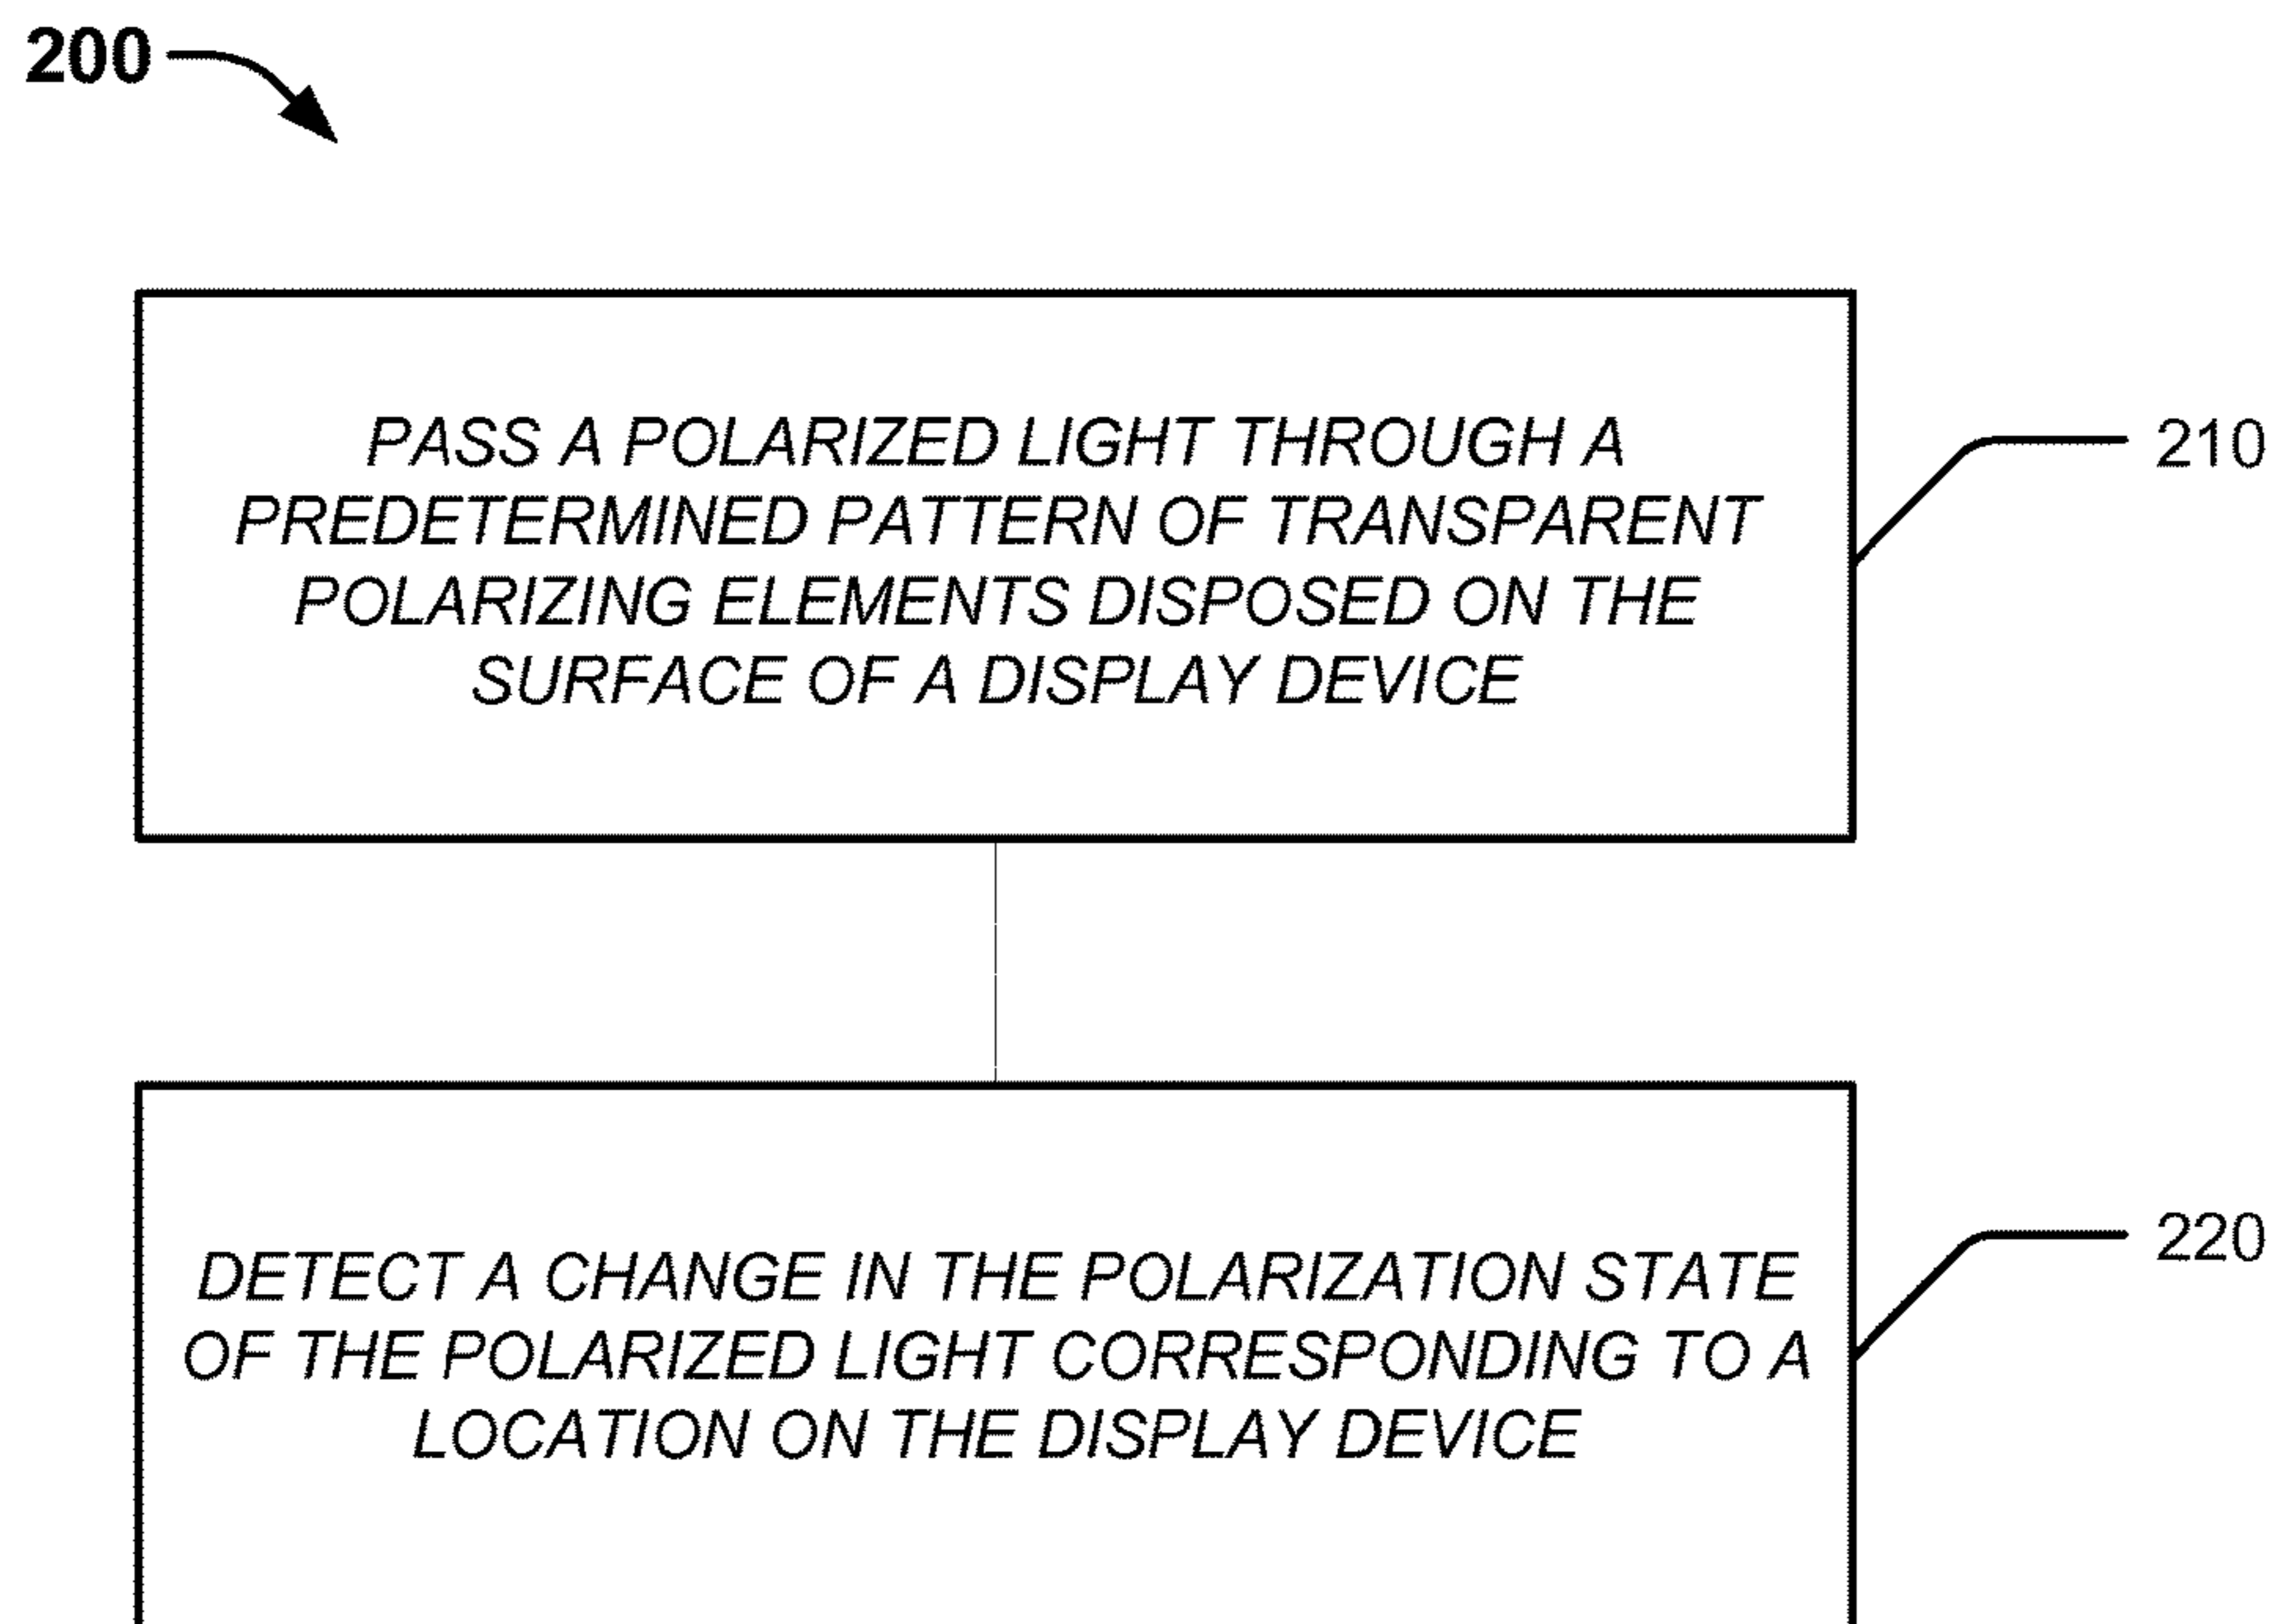 200
PASS A POLARIZED LIGHT THROUGH A
PREDETERMINED PATTERN OF TRANSPARENT
POLARIZING ELEMENTS DISPOSED ON THE
SURFACE OF A DISPLAY DEVICE
210
DETECT A CHANGE IN THE POLARIZATION STATE
OF THE POLARIZED LIGHT CORRESPONDING TO A
LOCATION ON THE DISPLAY DEVICE
220